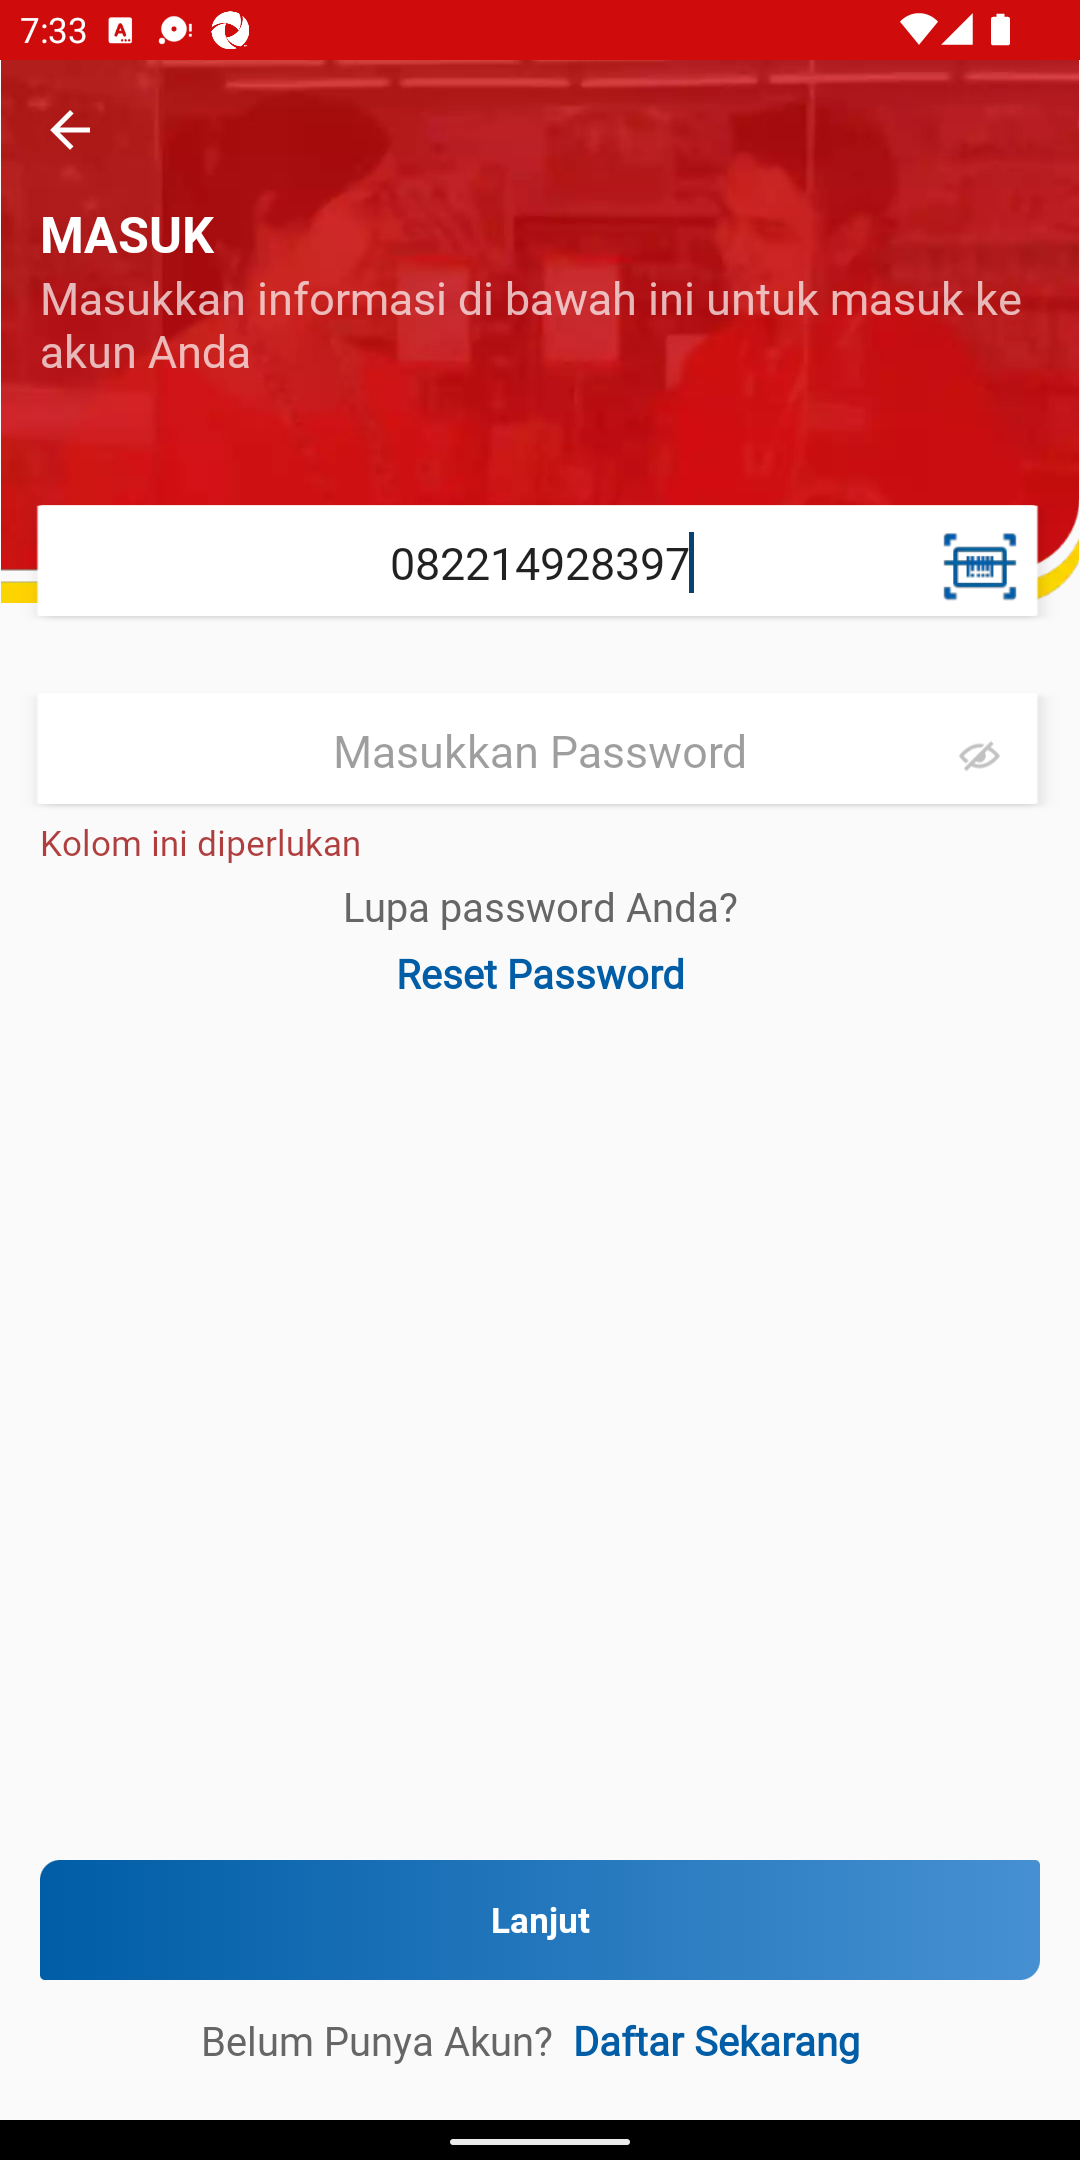 7:33
MASUK
Masukkan informasi di bawah ini untuk masuk ke
akun Anda
082214928397
Masukkan Password
Kolom ini diperlukan
Lupa password Anda?
Reset Password
Lanjut
Belum Punya Akun? Daftar Sekarang